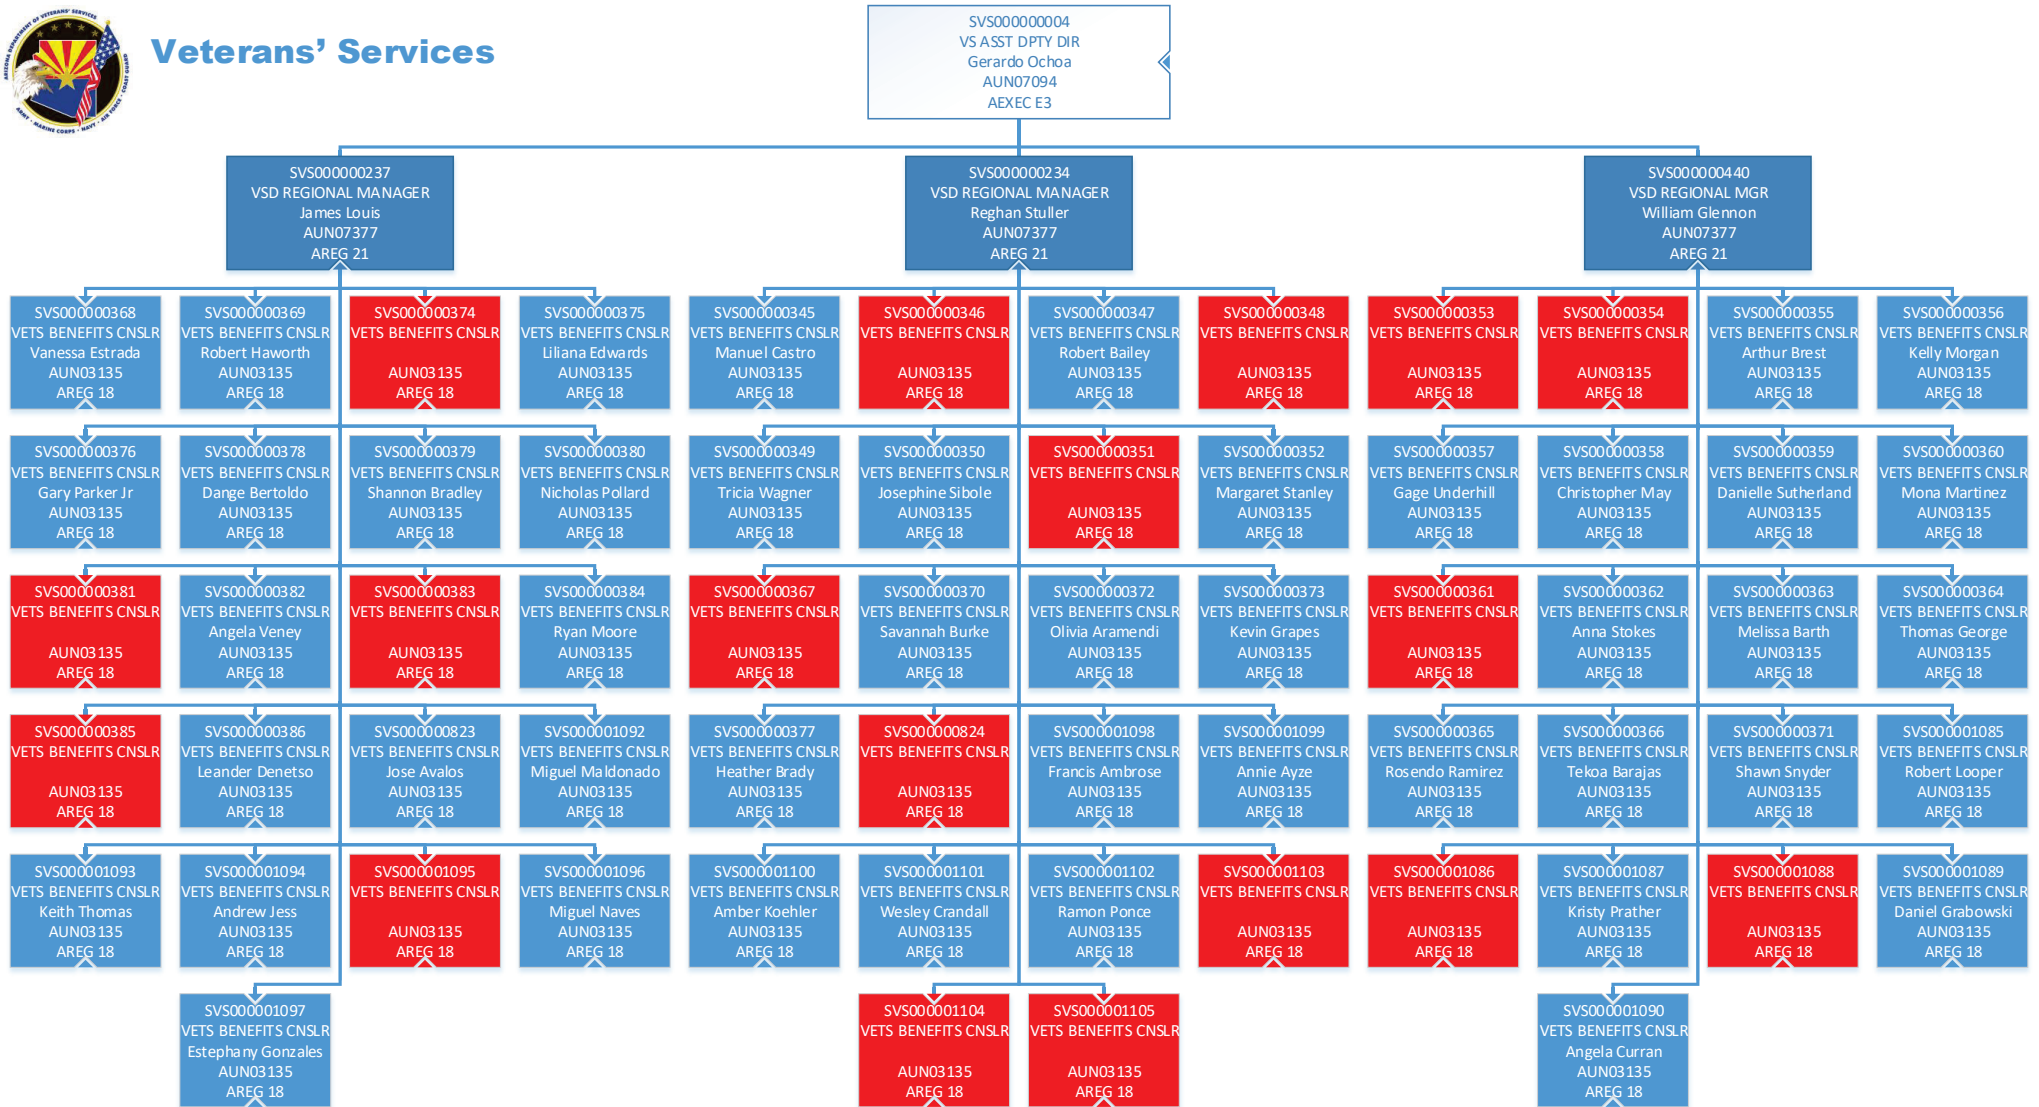 ARIZONA DEPARTMENT OF VETERANS' SERVICES
ARMY · MARINE CORPS · NAVY · AIR FORCE · COAST GUARD
Veterans’ Services
SVS000000004
VS ASST DPTY DIR
Gerardo Ochoa
AUN07094
AEXEC E3
SVS000000237
VSD REGIONAL MANAGER
James Louis
AUN07377
AREG 21
SVS000000234
VSD REGIONAL MANAGER
Reghan Stuller
AUN07377
AREG 21
SVS000000440
VSD REGIONAL MGR
William Glennon
AUN07377
AREG 21
SVS000000368
VETS BENEFITS CNSLR
Vanessa Estrada
AUN03135
AREG 18
SVS000000369
VETS BENEFITS CNSLR
Robert Haworth
AUN03135
AREG 18
SVS000000374
VETS BENEFITS CNSLR
AUN03135
AREG 18
SVS000000375
VETS BENEFITS CNSLR
Liliana Edwards
AUN03135
AREG 18
SVS000000345
VETS BENEFITS CNSLR
Manuel Castro
AUN03135
AREG 18
SVS000000346
VETS BENEFITS CNSLR
AUN03135
AREG 18
SVS000000347
VETS BENEFITS CNSLR
Robert Bailey
AUN03135
AREG 18
SVS000000348
VETS BENEFITS CNSLR
AUN03135
AREG 18
SVS000000353
VETS BENEFITS CNSLR
AUN03135
AREG 18
SVS000000354
VETS BENEFITS CNSLR
AUN03135
AREG 18
SVS000000355
VETS BENEFITS CNSLR
Arthur Brest
AUN03135
AREG 18
SVS000000356
VETS BENEFITS CNSLR
Kelly Morgan
AUN03135
AREG 18
SVS000000376
VETS BENEFITS CNSLR
Gary Parker Jr
AUN03135
AREG 18
SVS000000378
VETS BENEFITS CNSLR
Dange Bertoldo
AUN03135
AREG 18
SVS000000379
VETS BENEFITS CNSLR
Shannon Bradley
AUN03135
AREG 18
SVS000000380
VETS BENEFITS CNSLR
Nicholas Pollard
AUN03135
AREG 18
SVS000000349
VETS BENEFITS CNSLR
Tricia Wagner
AUN03135
AREG 18
SVS000000350
VETS BENEFITS CNSLR
Josephine Sibole
AUN03135
AREG 18
SVS000000351
VETS BENEFITS CNSLR
AUN03135
AREG 18
SVS000000352
VETS BENEFITS CNSLR
Margaret Stanley
AUN03135
AREG 18
SVS000000357
VETS BENEFITS CNSLR
Gage Underhill
AUN03135
AREG 18
SVS000000358
VETS BENEFITS CNSLR
Christopher May
AUN03135
AREG 18
SVS000000359
VETS BENEFITS CNSLR
Danielle Sutherland
AUN03135
AREG 18
SVS000000360
VETS BENEFITS CNSLR
Mona Martinez
AUN03135
AREG 18
SVS000000381
VETS BENEFITS CNSLR
AUN03135
AREG 18
SVS000000382
VETS BENEFITS CNSLR
Angela Veney
AUN03135
AREG 18
SVS000000383
VETS BENEFITS CNSLR
AUN03135
AREG 18
SVS000000384
VETS BENEFITS CNSLR
Ryan Moore
AUN03135
AREG 18
SVS000000367
VETS BENEFITS CNSLR
AUN03135
AREG 18
SVS000000370
VETS BENEFITS CNSLR
Savannah Burke
AUN03135
AREG 18
SVS000000372
VETS BENEFITS CNSLR
Olivia Aramendi
AUN03135
AREG 18
SVS000000373
VETS BENEFITS CNSLR
Kevin Grapes
AUN03135
AREG 18
SVS000000361
VETS BENEFITS CNSLR
AUN03135
AREG 18
SVS000000362
VETS BENEFITS CNSLR
Anna Stokes
AUN03135
AREG 18
SVS000000363
VETS BENEFITS CNSLR
Melissa Barth
AUN03135
AREG 18
SVS000000364
VETS BENEFITS CNSLR
Thomas George
AUN03135
AREG 18
SVS000000385
VETS BENEFITS CNSLR
AUN03135
AREG 18
SVS000000386
VETS BENEFITS CNSLR
Leander Denetso
AUN03135
AREG 18
SVS000000823
VETS BENEFITS CNSLR
Jose Avalos
AUN03135
AREG 18
SVS000001092
VETS BENEFITS CNSLR
Miguel Maldonado
AUN03135
AREG 18
SVS000000377
VETS BENEFITS CNSLR
Heather Brady
AUN03135
AREG 18
SVS000000824
VETS BENEFITS CNSLR
AUN03135
AREG 18
SVS000001098
VETS BENEFITS CNSLR
Francis Ambrose
AUN03135
AREG 18
SVS000001099
VETS BENEFITS CNSLR
Annie Ayze
AUN03135
AREG 18
SVS000000365
VETS BENEFITS CNSLR
Rosendo Ramirez
AUN03135
AREG 18
SVS000000366
VETS BENEFITS CNSLR
Tekoa Barajas
AUN03135
AREG 18
SVS000000371
VETS BENEFITS CNSLR
Shawn Snyder
AUN03135
AREG 18
SVS000001085
VETS BENEFITS CNSLR
Robert Looper
AUN03135
AREG 18
SVS000001093
VETS BENEFITS CNSLR
Keith Thomas
AUN03135
AREG 18
SVS000001094
VETS BENEFITS CNSLR
Andrew Jess
AUN03135
AREG 18
SVS000001095
VETS BENEFITS CNSLR
AUN03135
AREG 18
SVS000001096
VETS BENEFITS CNSLR
Miguel Naves
AUN03135
AREG 18
SVS000001100
VETS BENEFITS CNSLR
Amber Koehler
AUN03135
AREG 18
SVS000001101
VETS BENEFITS CNSLR
Wesley Crandall
AUN03135
AREG 18
SVS000001102
VETS BENEFITS CNSLR
Ramon Ponce
AUN03135
AREG 18
SVS000001103
VETS BENEFITS CNSLR
AUN03135
AREG 18
SVS000001086
VETS BENEFITS CNSLR
AUN03135
AREG 18
SVS000001087
VETS BENEFITS CNSLR
Kristy Prather
AUN03135
AREG 18
SVS000001088
VETS BENEFITS CNSLR
AUN03135
AREG 18
SVS000001089
VETS BENEFITS CNSLR
Daniel Grabowski
AUN03135
AREG 18
SVS000001097
VETS BENEFITS CNSLR
Estephany Gonzales
AUN03135
AREG 18
SVS000001104
VETS BENEFITS CNSLR
AUN03135
AREG 18
SVS000001105
VETS BENEFITS CNSLR
AUN03135
AREG 18
SVS000001090
VETS BENEFITS CNSLR
Angela Curran
AUN03135
AREG 18